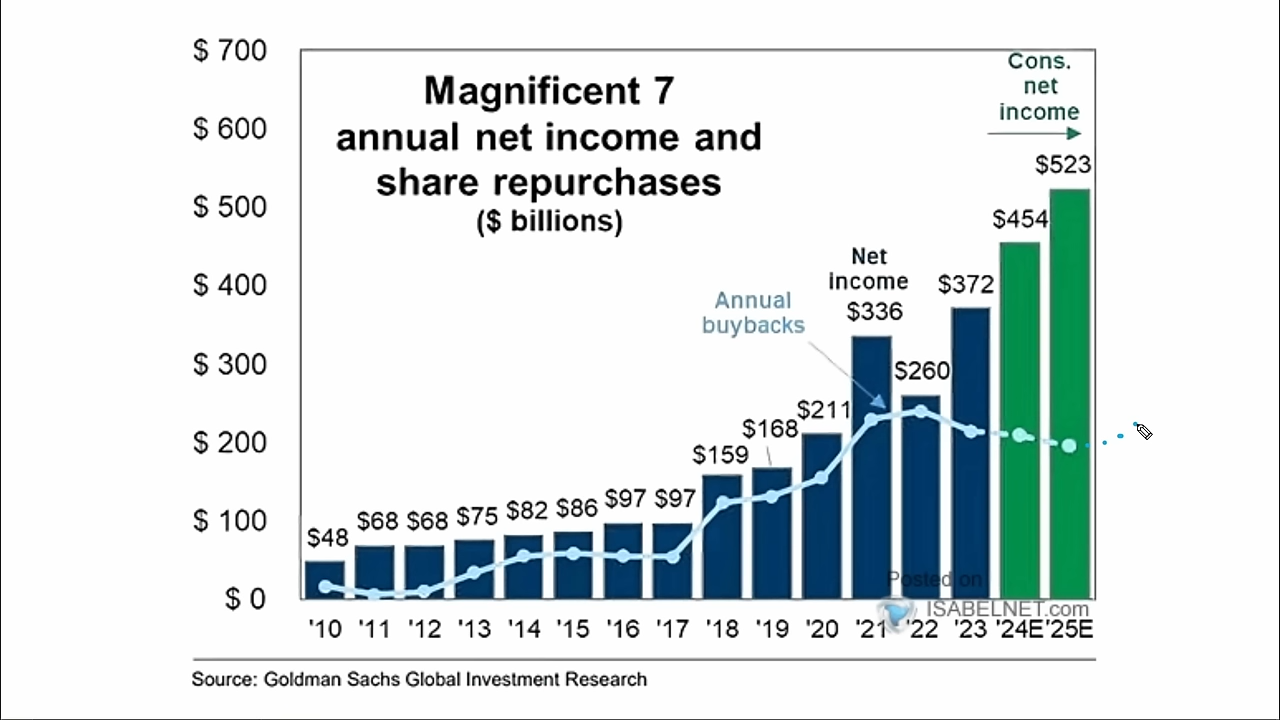 $ 700
$ 600
$ 500
$ 400
$ 300
$ 200
$ 100
$ 0
Magnificent 7
annual net income and
share repurchases
($ billions)
Cons.
net
income
Annual
buybacks
Net
income
$48
$68
$68
$75
$82
$86
$97
$97
$159
$168
$211
$336
$260
$372
$454
$523
Posted on
ISABELNET.com
'10 '11 '12 '13 '14 '15 '16 '17 '18 '19 '20 '21 '22 '23 '24E '25E
Source: Goldman Sachs Global Investment Research